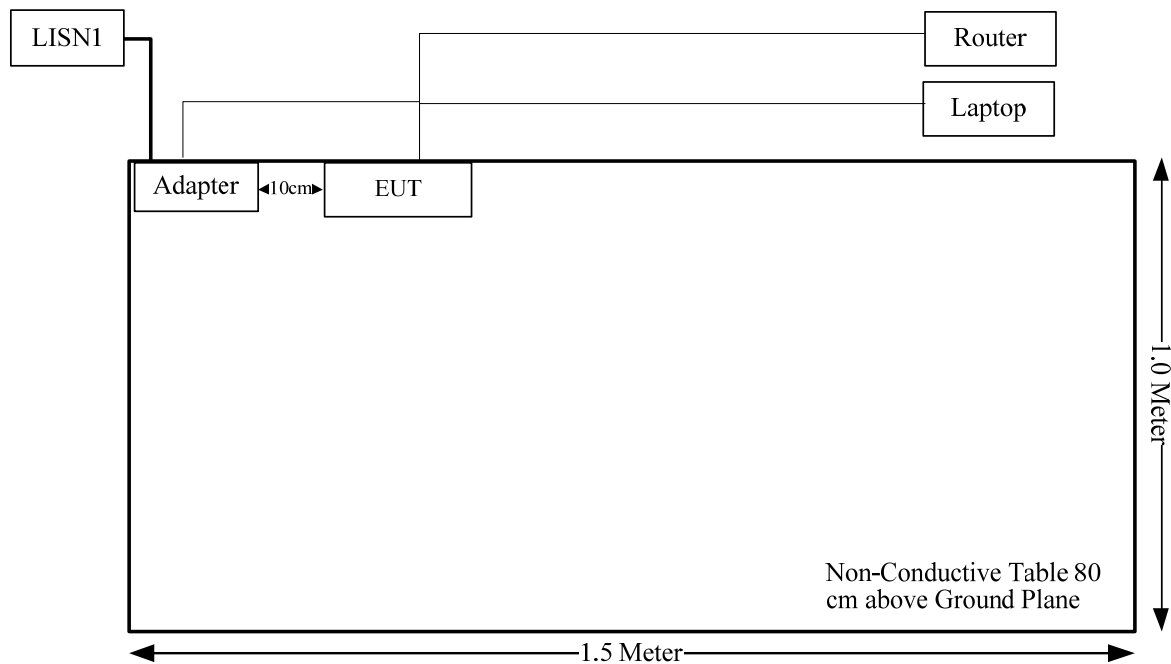 LISN1
Router
Laptop
Adapter
10cm
EUT
1.0 Meter
Non-Conductive Table 80
cm above Ground Plane
1.5 Meter